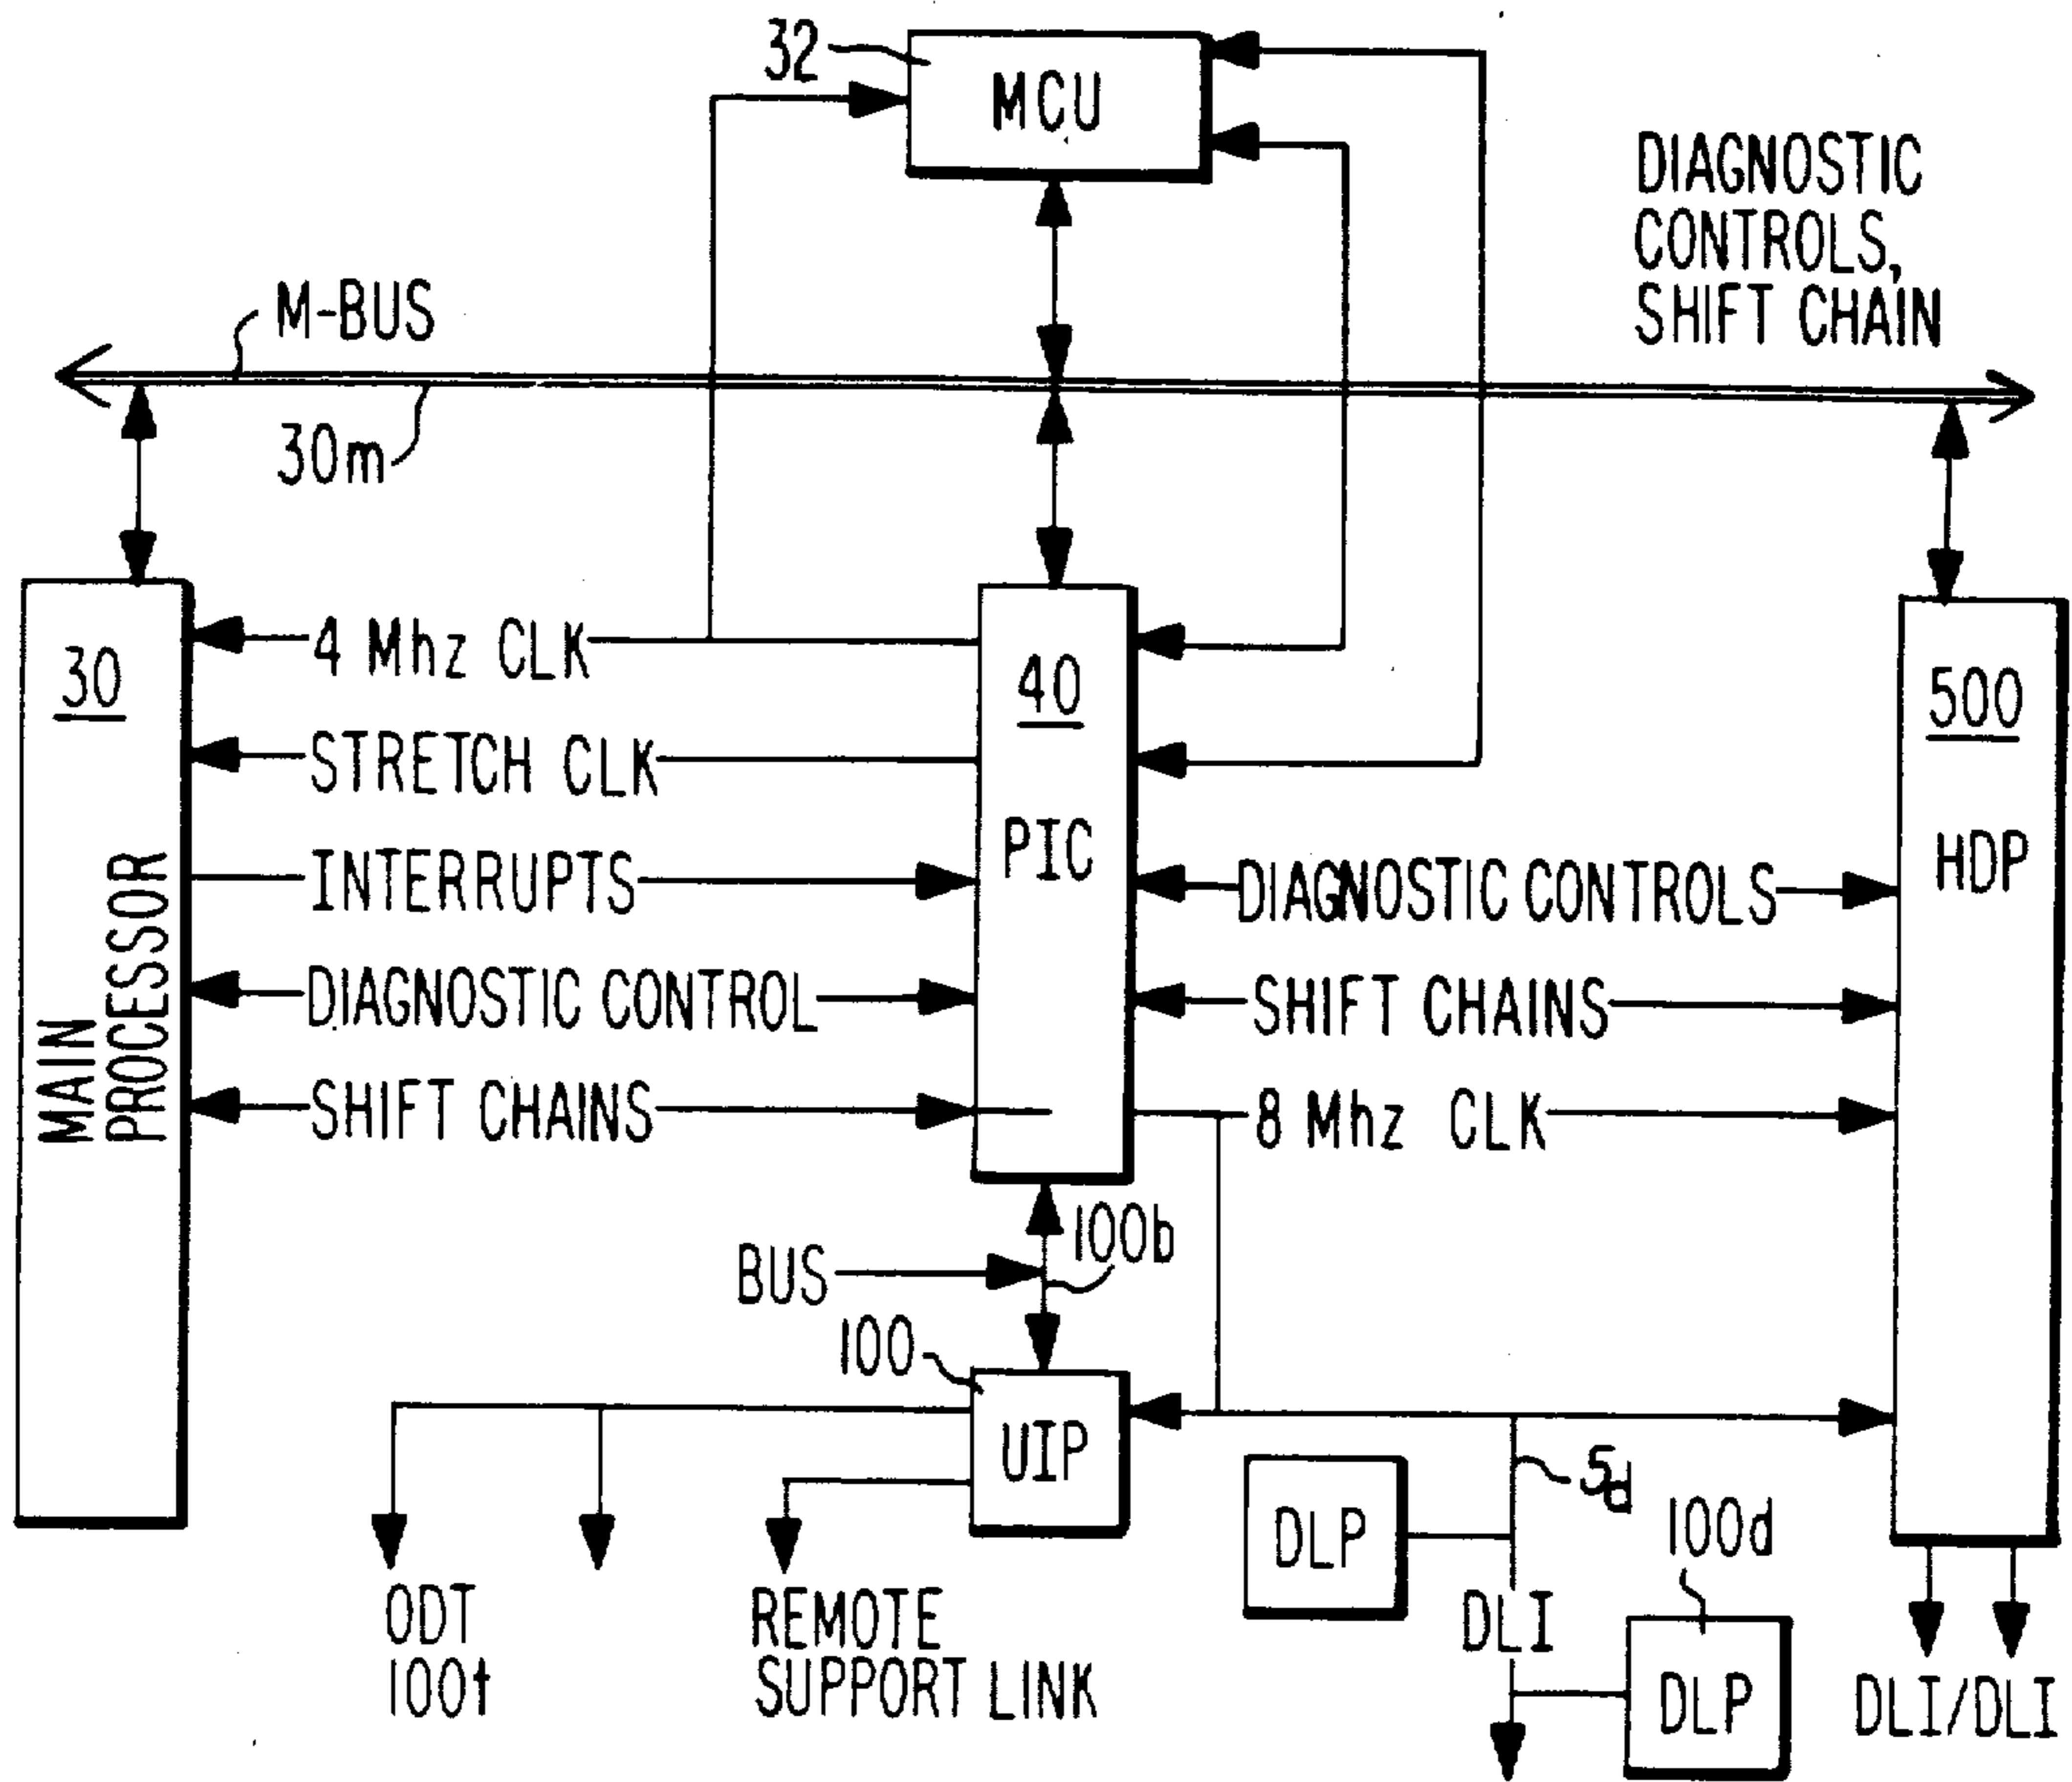 32
MCU
DIAGNOSTIC
CONTROLS,
SHIFT CHAIN
M-BUS
30m
30
MAIN
PROCESSOR
4 Mhz CLK
STRETCH CLK
INTERRUPTS
DIAGNOSTIC CONTROL
SHIFT CHAINS
40
PIC
DIAGNOSTIC CONTROLS
SHIFT CHAINS
8 Mhz CLK
500
HDP
BUS
100b
100
UIP
5d
DLP
100d
DLI
DLP
ODT
100t
REMOTE
SUPPORT LINK
DLI/DLI